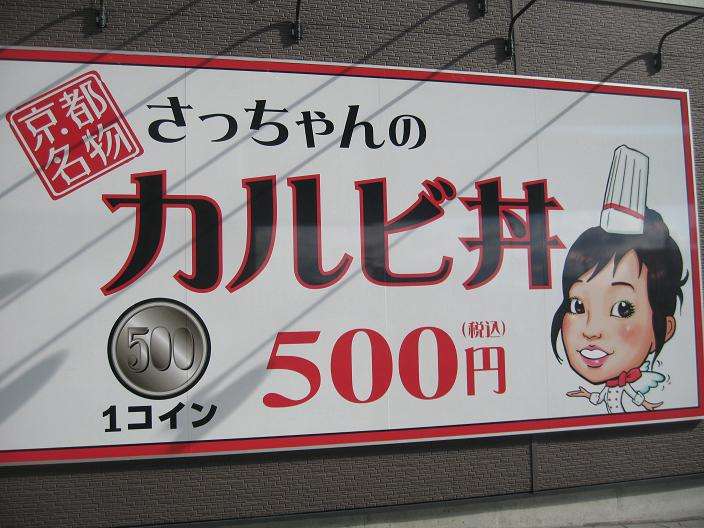 京・都
名物
さっちゃんの
カルビ丼
500
1コイン
500円
(税込)